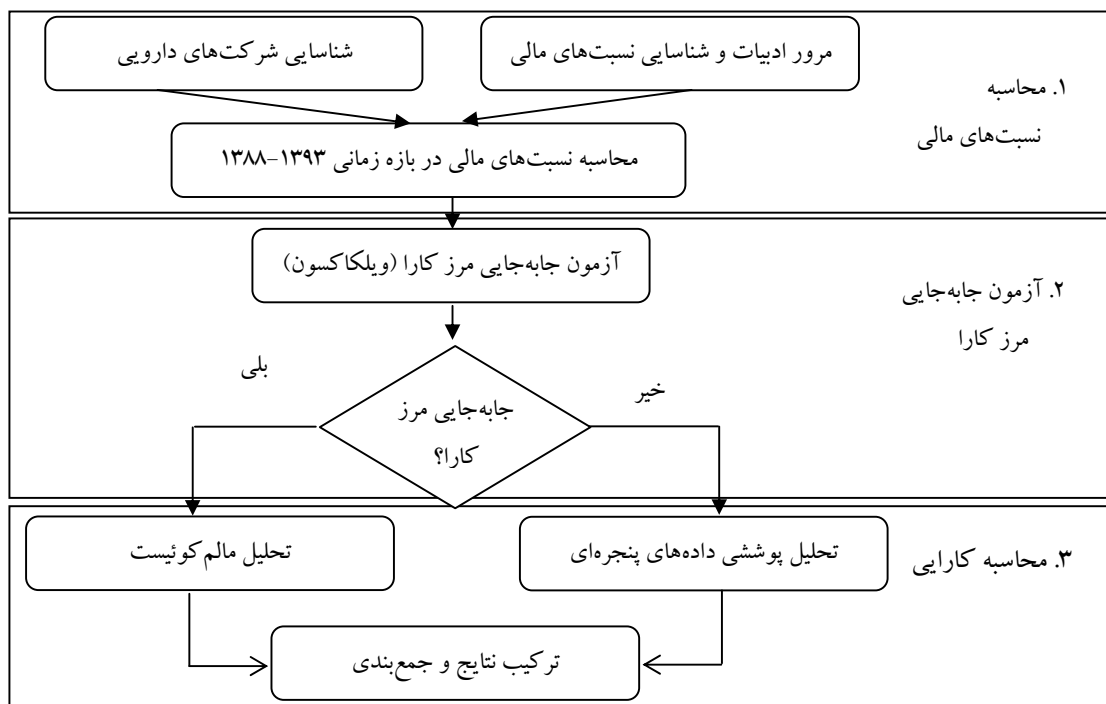 مرور ادبیات و شناسایی نسبت‌های مالی
شناسایی شرکت‌های دارویی
۱. محاسبه
نسبت‌های مالی
محاسبه نسبت‌های مالی در بازه زمانی ۱۳۹۳-۱۳۸۸
آزمون جابه‌جایی مرز کارا (ویلکاکسون)
۲. آزمون جابه‌جایی
مرز کارا
بلی
خیر
جابه‌جایی مرز
کارا؟
تحلیل پوششی داده‌های پنجره‌ای
تحلیل مالم‌کوئیست
۳. محاسبه کارایی
ترکیب نتایج و جمع‌بندی